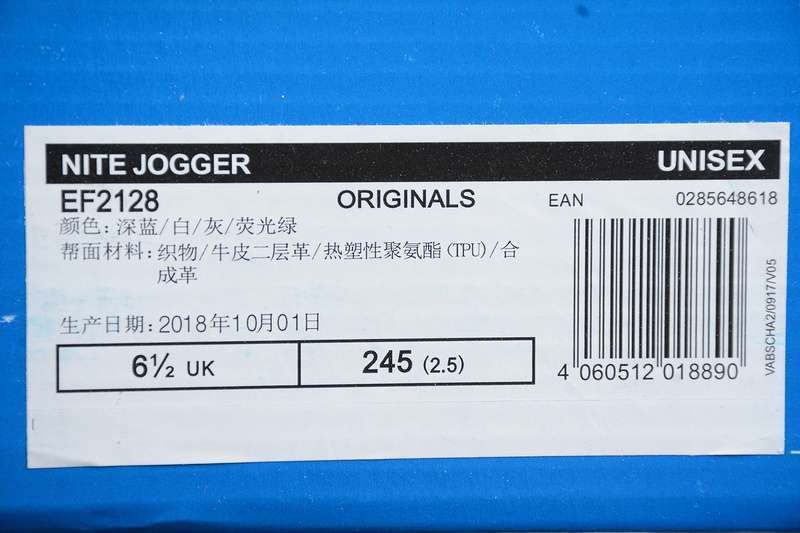 NITE JOGGER UNISEX
EF2128 ORIGINALS EAN 0285648618
颜色:深蓝/白/灰/荧光绿
帮面材料:织物/牛皮二层革/热塑性聚氨酯(TPU)/合
成革
生产日期:2018年10月01日
6½ UK 245 (2.5)
4 060512 018890
VABSCHA2/0917/V05